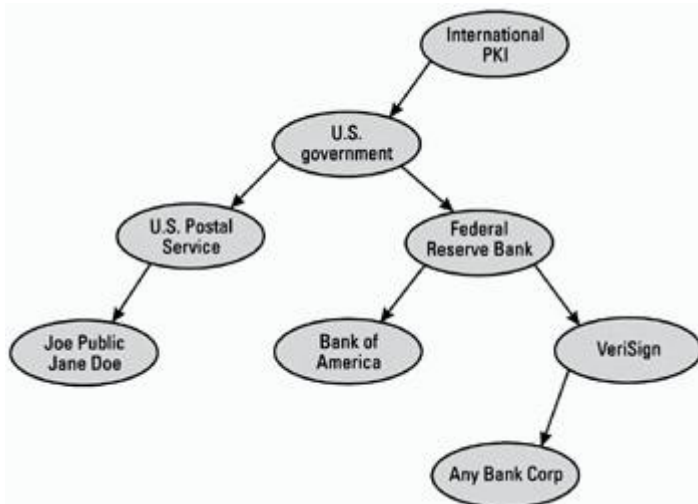 International
PKI
U.S.
government
U.S. Postal
Service
Federal
Reserve Bank
Joe Public
Jane Doe
Bank of
America
VeriSign
Any Bank Corp